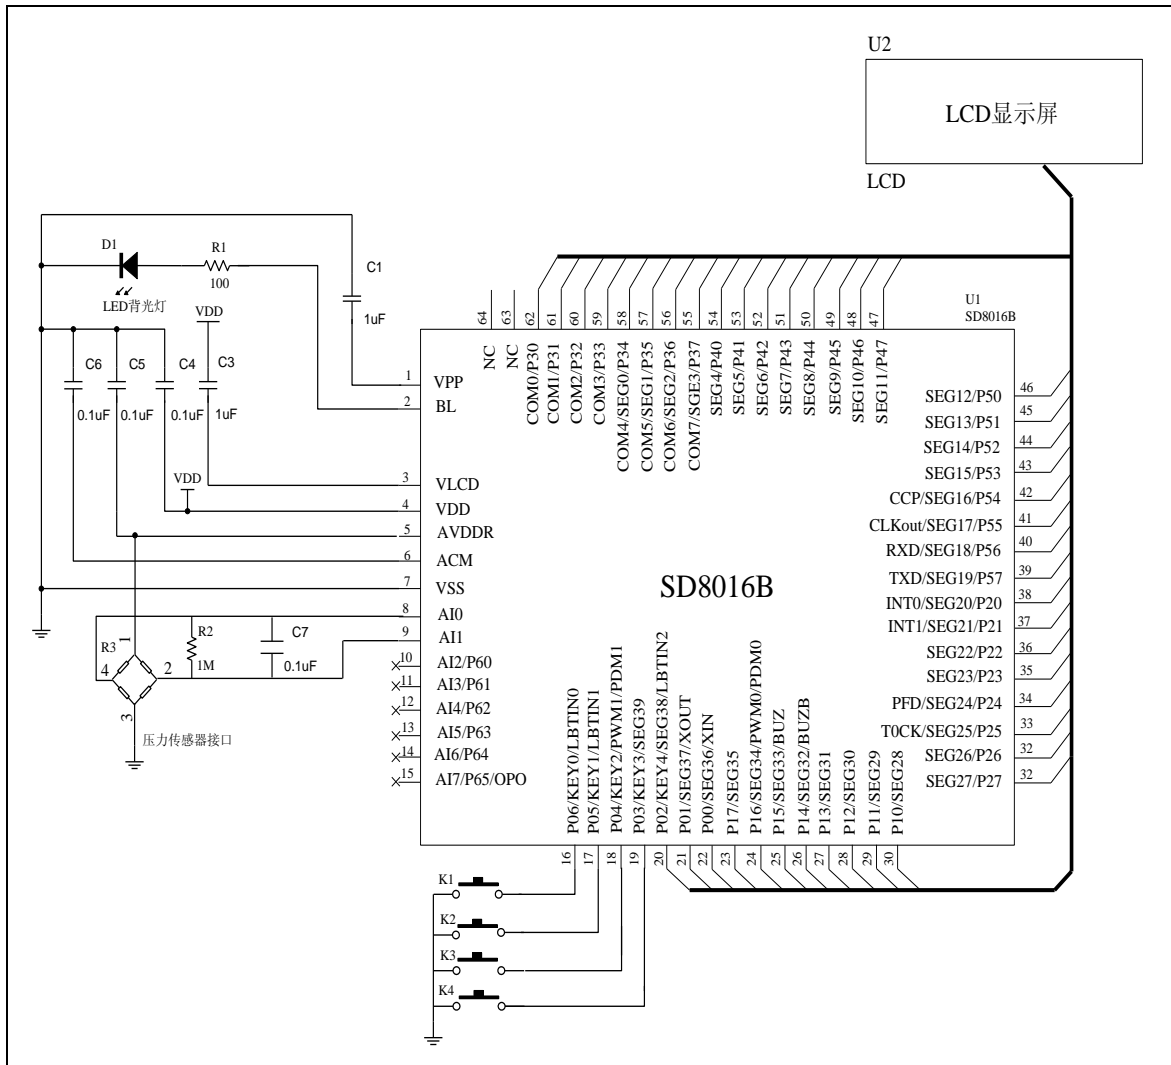 U2
LCD显示屏
LCD
D1
LED背光灯
R1
100
C1
1uF
VDD
C6
0.1uF
C5
0.1uF
C4
0.1uF
C3
1uF
VDD
U1
SD8016B
SD8016B
1 VPP
2 BL
3 VLCD
4 VDD
5 AVDDR
6 ACM
7 VSS
8 AI0
9 AI1
10 AI2/P60
11 AI3/P61
12 AI4/P62
13 AI5/P63
14 AI6/P64
15 AI7/P65/OPO
R3
1
2
3
4
压力传感器接口
R2
1M
C7
0.1uF
64 NC
63 NC
62 COM0/P30
61 COM1/P31
60 COM2/P32
59 COM3/P33
58 COM4/SEG0/P34
57 COM5/SEG1/P35
56 COM6/SEG2/P36
55 COM7/SGE3/P37
54 SEG4/P40
53 SEG5/P41
52 SEG6/P42
51 SEG7/P43
50 SEG8/P44
49 SEG9/P45
48 SEG10/P46
47 SEG11/P47
SEG12/P50 46
SEG13/P51 45
SEG14/P52 44
SEG15/P53 43
CCP/SEG16/P54 42
CLKout/SEG17/P55 41
RXD/SEG18/P56 40
TXD/SEG19/P57 39
INT0/SEG20/P20 38
INT1/SEG21/P21 37
SEG22/P22 36
SEG23/P23 35
PFD/SEG24/P24 34
T0CK/SEG25/P25 33
SEG26/P26 32
SEG27/P27 32
P06/KEY0/LBTIN0 16
P05/KEY1/LBTIN1 17
P04/KEY2/PWM1/PDM1 18
P03/KEY3/SEG39 19
P02/KEY4/SEG38/LBTIN2 20
P01/SEG37/XOUT 21
P00/SEG36/XIN 22
P17/SEG35 23
P16/SEG34/PWM0/PDM0 24
P15/SEG33/BUZ 25
P14/SEG32/BUZB 26
P13/SEG31 27
P12/SEG30 28
P11/SEG29 29
P10/SEG28 30
K1
K2
K3
K4